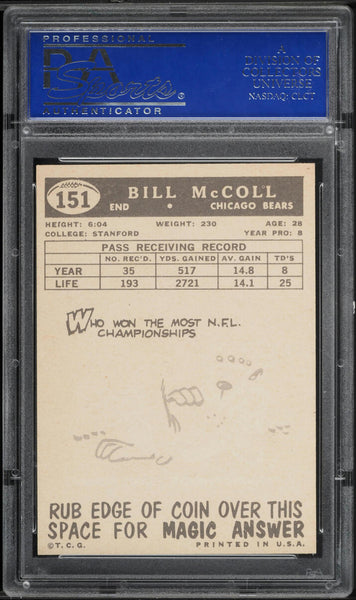 PROFESSIONAL
PSA
Sports
AUTHENTICATOR
A
DIVISION OF
COLLECTORS
UNIVERSE
NASDAQ: CLCT
151
BILL McCOLL
END • CHICAGO BEARS
HEIGHT: 6:04 WEIGHT: 230 AGE: 28
COLLEGE: STANFORD YEAR PRO: 8
PASS RECEIVING RECORD
NO. REC'D. YDS. GAINED AV. GAIN TD'S
YEAR 35 517 14.8 8
LIFE 193 2721 14.1 25
WHO WON THE MOST N.F.L.
CHAMPIONSHIPS
RUB EDGE OF COIN OVER THIS
SPACE FOR MAGIC ANSWER
©T.C.G. PRINTED IN U.S.A.